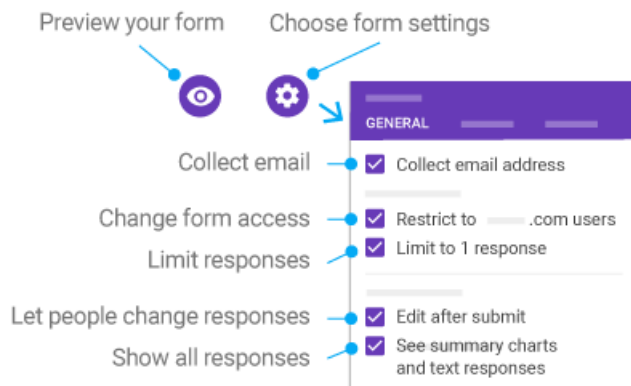 Preview your form
Choose form settings
GENERAL
Collect email
Collect email address
Change form access
Restrict to .com users
Limit responses
Limit to 1 response
Let people change responses
Edit after submit
Show all responses
See summary charts
and text responses